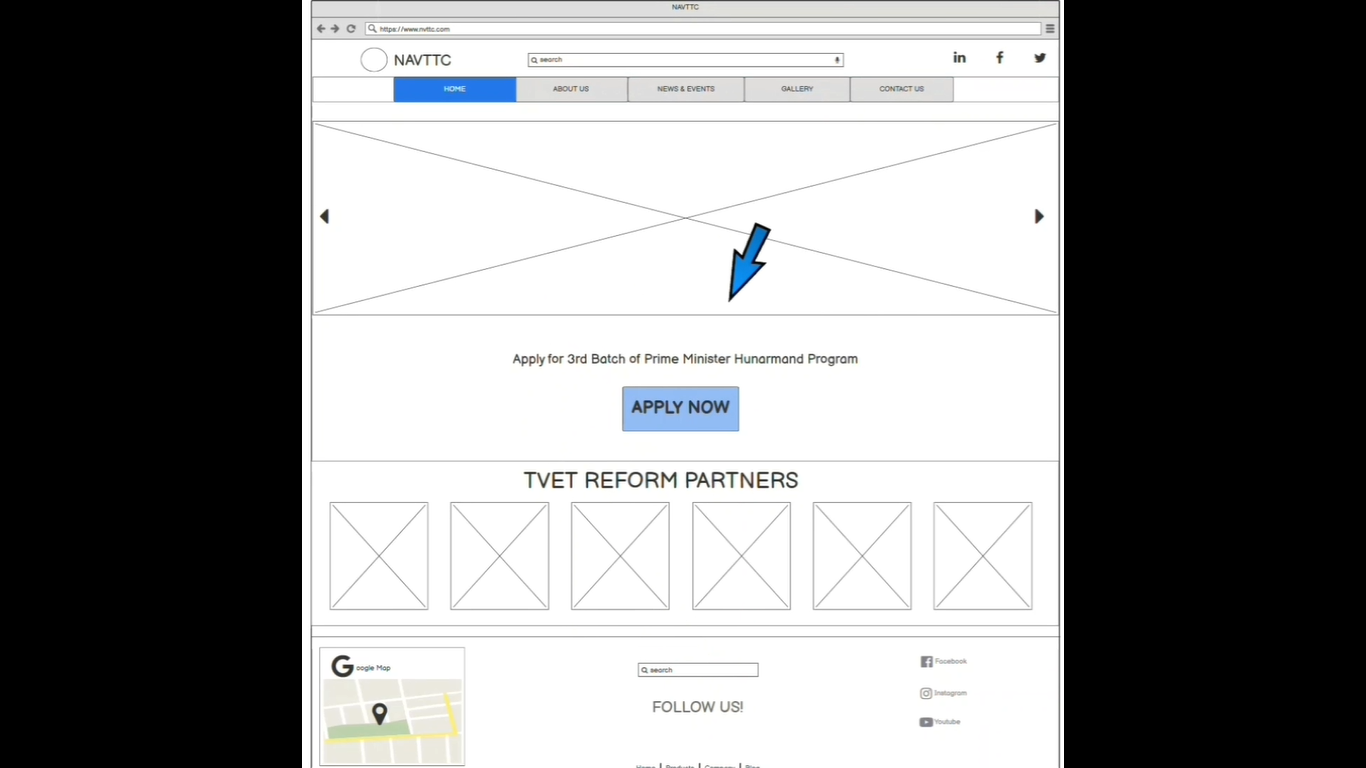 NAVTTC
https://www.nvttc.com
NAVTTC
search
HOME
ABOUT US
NEWS & EVENTS
GALLERY
CONTACT US
Apply for 3rd Batch of Prime Minister Hunarmand Program
APPLY NOW
TVET REFORM PARTNERS
Google Map
search
FOLLOW US!
Facebook
Instagram
Youtube
Home | Products | Company | Blog